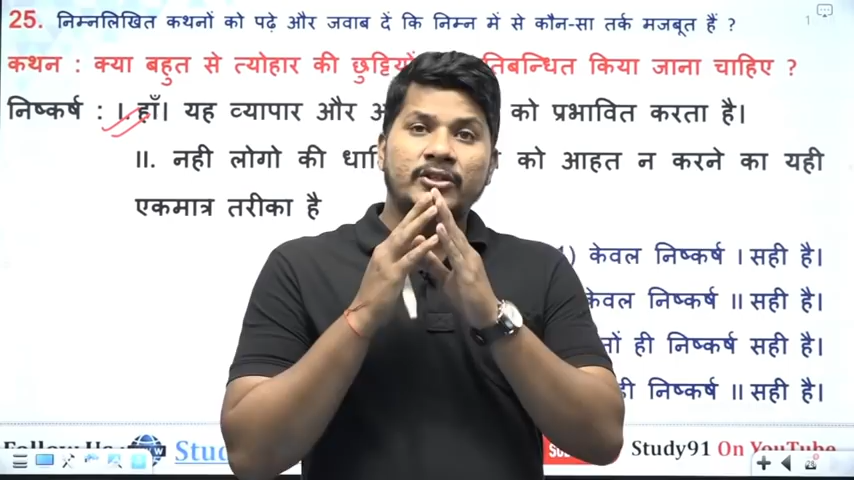 25. निम्नलिखित कथनों को पढ़े और जवाब दें कि निम्न में से कौन-सा तर्क मजबूत हैं ?
कथन : क्या बहुत से त्योहार की छुट्टियों तिबन्धित किया जाना चाहिए ?
निष्कर्ष : I. हाँ। यह व्यापार और को प्रभावित करता है।
II. नही लोगो की को आहत न करने का यही
एकमात्र तरीका है
केवल निष्कर्ष I सही है।
केवल निष्कर्ष II सही है।
ही निष्कर्ष सही है।
निष्कर्ष II सही है।
Follow Us
Stud
Study91 On YouTube